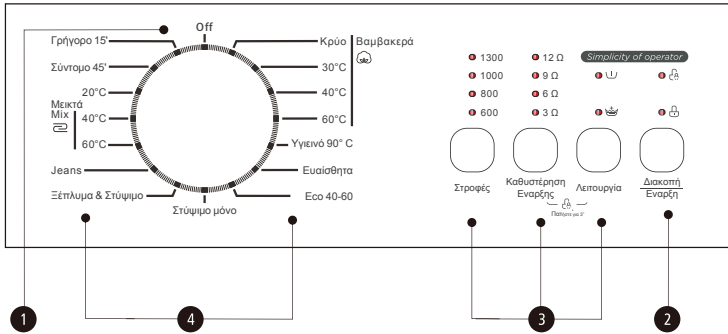 Off
Γρήγορο 15'
Σύντομο 45'
20°C
Μεικτά
Mix
40°C
60°C
Jeans
Ξέπλυμα & Στύψιμο
Στύψιμο μόνο
Κρύο
Βαμβακερά
30°C
40°C
60°C
Υγιεινό 90° C
Ευαίσθητα
Eco 40-60
1300
1000
800
600
12 Ω
9 Ω
6 Ω
3 Ω
Simplicity of operator
Στροφές
Καθυστέρηση
Εναρξης
Λειτουργία
Διακοπή
Εναρξη
Πατήστε για 3''
1
4
3
2